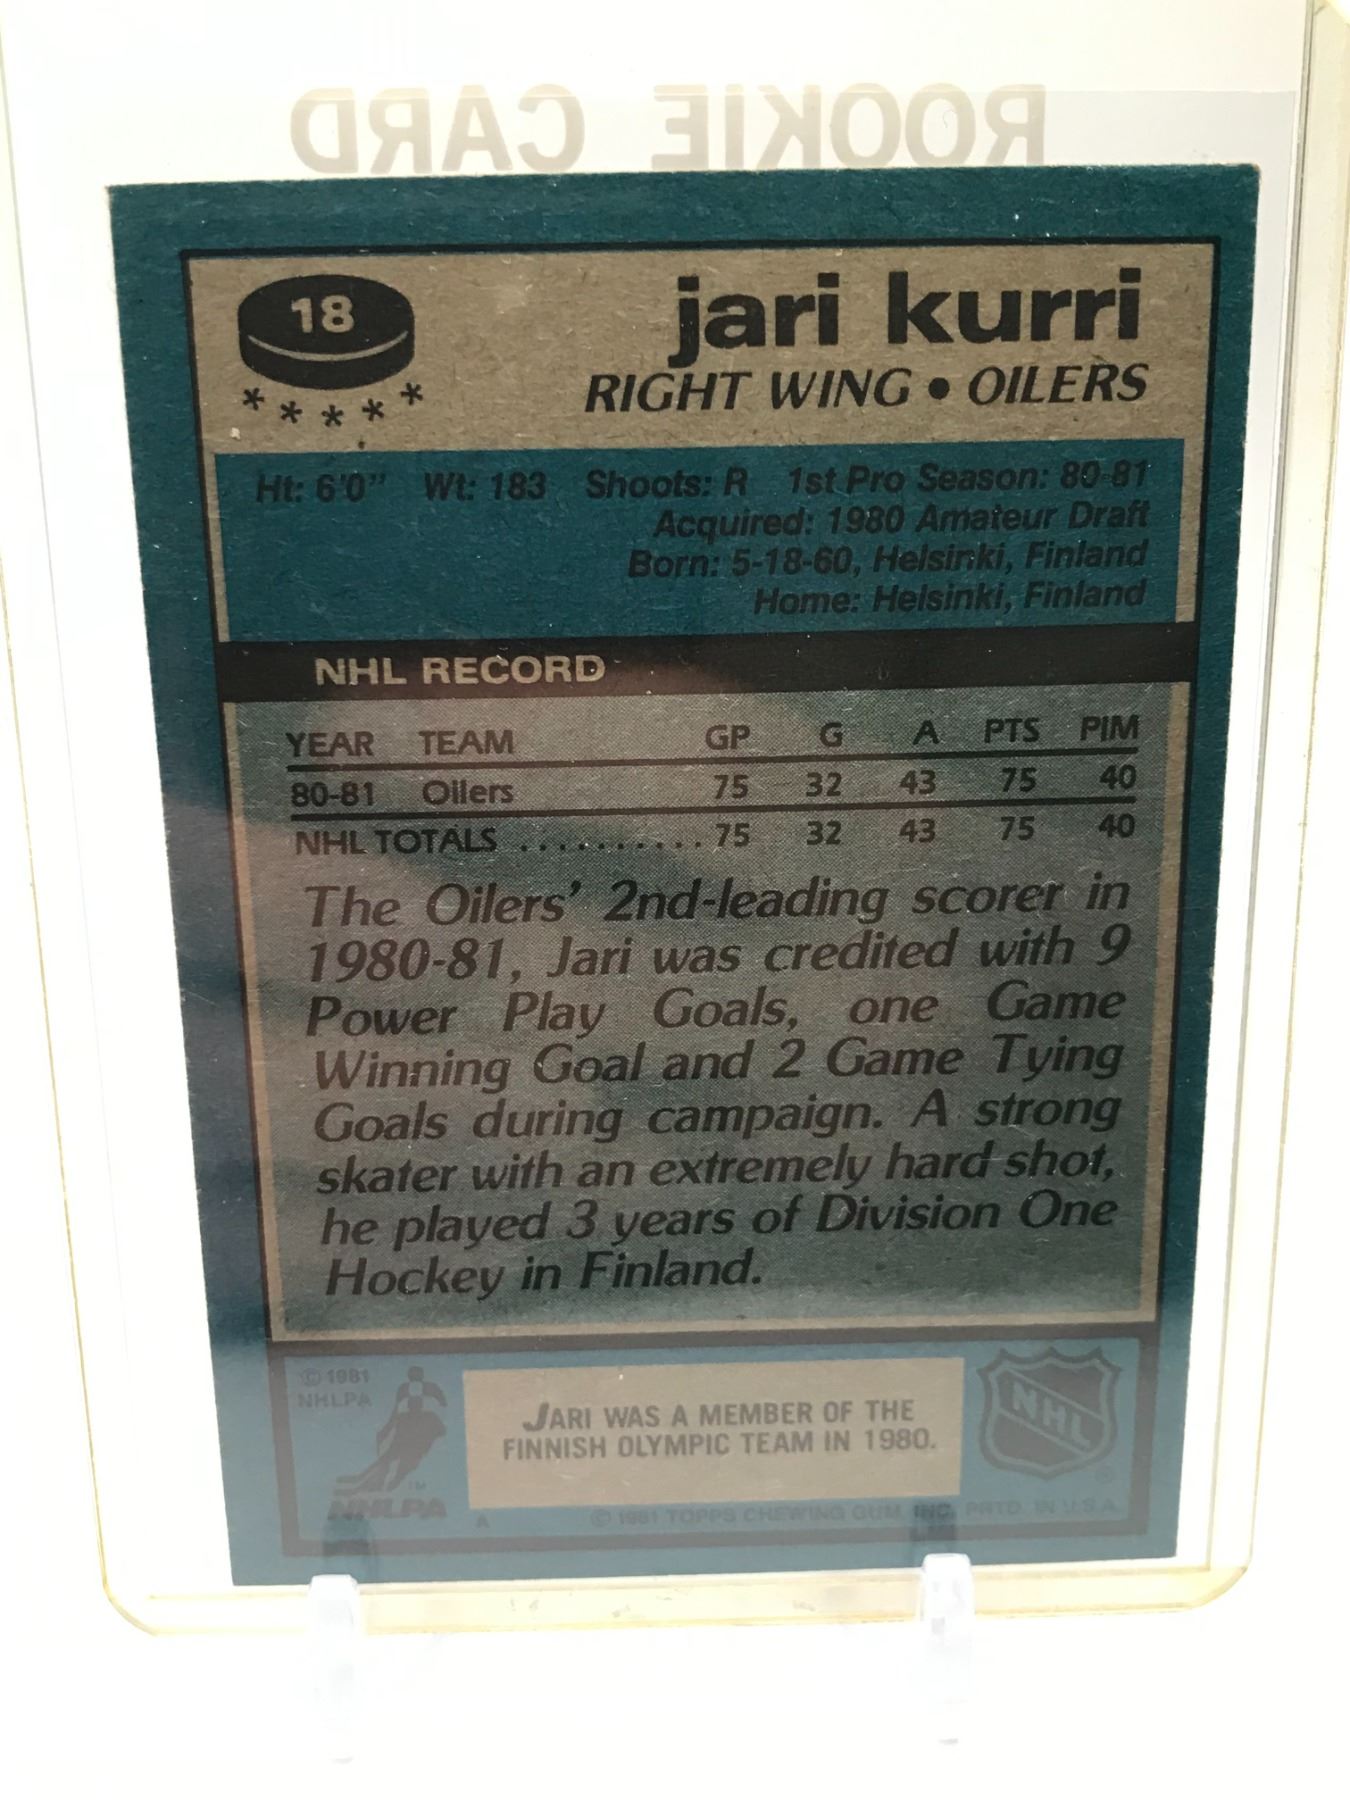 ROOKIE CARD
18
jari kurri
RIGHT WING • OILERS
* * * * *
Ht: 6'0" Wt: 183 Shoots: R 1st Pro Season: 80-81
Acquired: 1980 Amateur Draft
Born: 5-18-60, Helsinki, Finland
Home: Helsinki, Finland
NHL RECORD
YEAR TEAM GP G A PTS PIM
80-81 Oilers 75 32 43 75 40
NHL TOTALS .......... 75 32 43 75 40
The Oilers' 2nd-leading scorer in
1980-81, Jari was credited with 9
Power Play Goals, one Game
Winning Goal and 2 Game Tying
Goals during campaign. A strong
skater with an extremely hard shot,
he played 3 years of Division One
Hockey in Finland.
© 1981
NHLPA
JARI WAS A MEMBER OF THE
FINNISH OLYMPIC TEAM IN 1980.
NHL
®
TM
NHLPA
A © 1981 TOPPS CHEWING GUM, INC. PRTD. IN U.S.A.